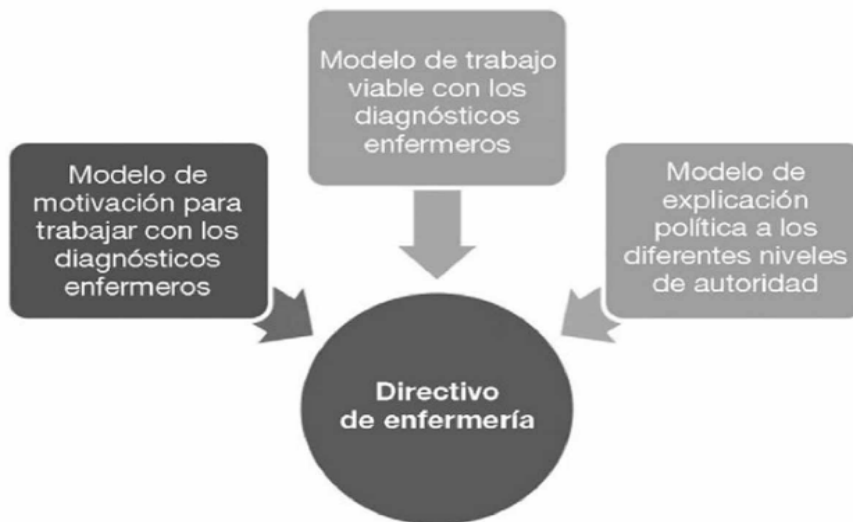 Modelo de
motivación para
trabajar con los
diagnósticos
enfermeros
Modelo de trabajo
viable con los
diagnósticos
enfermeros
Modelo de
explicación
política a los
diferentes niveles
de autoridad
Directivo
de enfermería